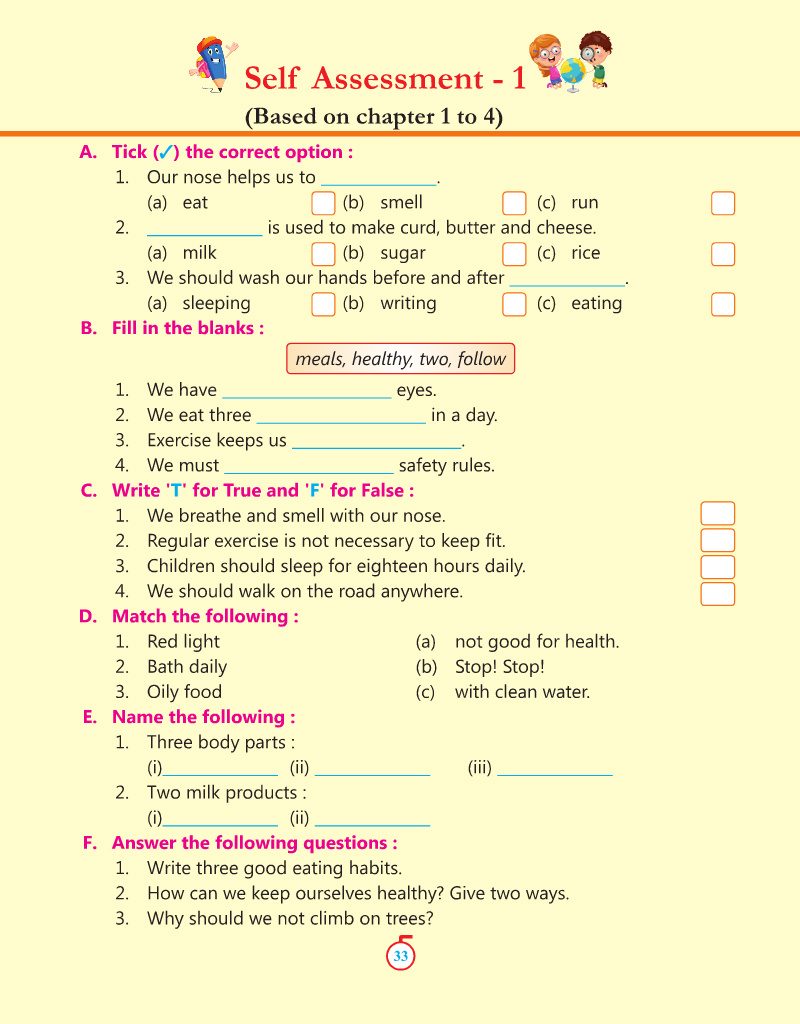 Self Assessment - 1
(Based on chapter 1 to 4)
A. Tick (✓) the correct option :
1. Our nose helps us to ____________.
(a) eat (b) smell (c) run
2. ____________ is used to make curd, butter and cheese.
(a) milk (b) sugar (c) rice
3. We should wash our hands before and after ____________.
(a) sleeping (b) writing (c) eating
B. Fill in the blanks :
meals, healthy, two, follow
1. We have __________________ eyes.
2. We eat three __________________ in a day.
3. Exercise keeps us __________________.
4. We must __________________ safety rules.
C. Write 'T' for True and 'F' for False :
1. We breathe and smell with our nose.
2. Regular exercise is not necessary to keep fit.
3. Children should sleep for eighteen hours daily.
4. We should walk on the road anywhere.
D. Match the following :
1. Red light (a) not good for health.
2. Bath daily (b) Stop! Stop!
3. Oily food (c) with clean water.
E. Name the following :
1. Three body parts :
(i)____________ (ii) ____________ (iii) ____________
2. Two milk products :
(i)____________ (ii) ____________
F. Answer the following questions :
1. Write three good eating habits.
2. How can we keep ourselves healthy? Give two ways.
3. Why should we not climb on trees?
33